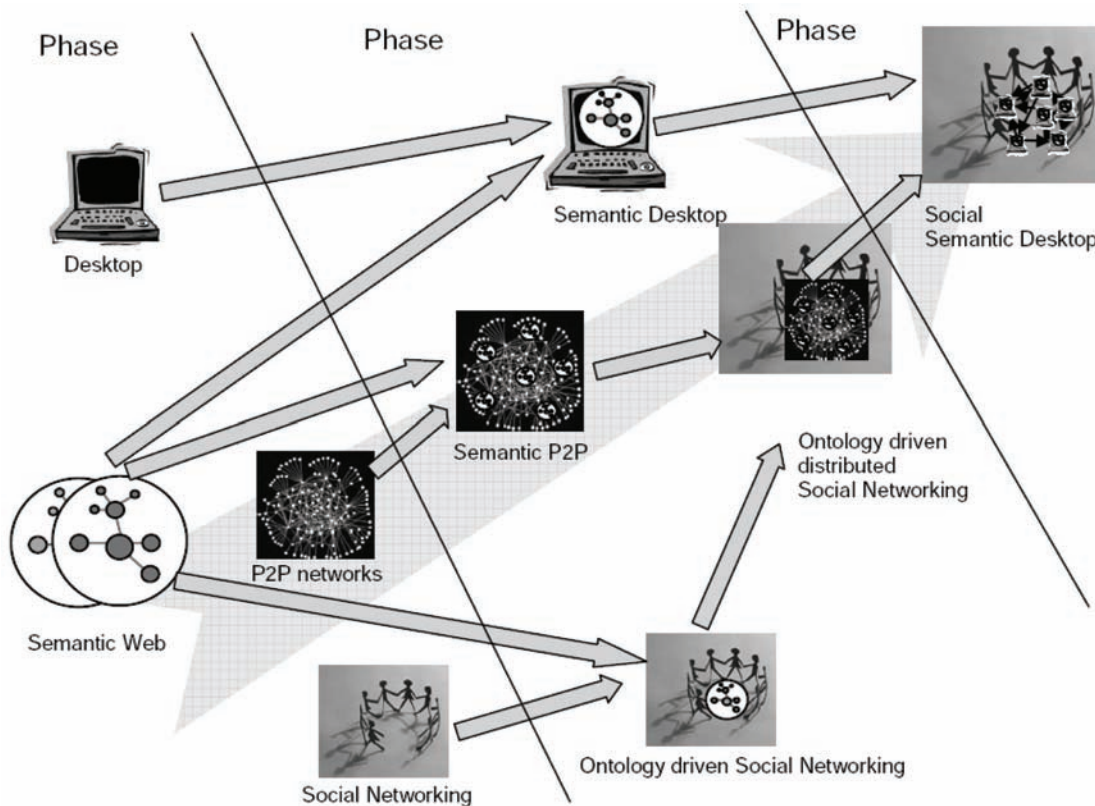 Phase
Phase
Phase
Desktop
Semantic Desktop
Social
Semantic Desktop
Semantic P2P
Ontology driven
distributed
Social Networking
P2P networks
Semantic Web
Ontology driven Social Networking
Social Networking